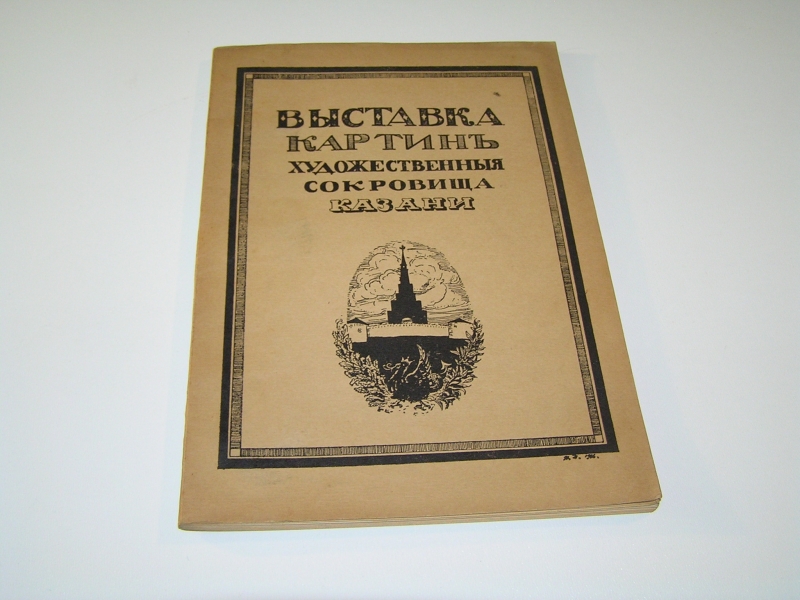 ВЫСТАВКА
КАРТИНЪ
ХУДОЖЕСТВЕННЫЯ
СОКРОВИЩА
КАЗАНИ